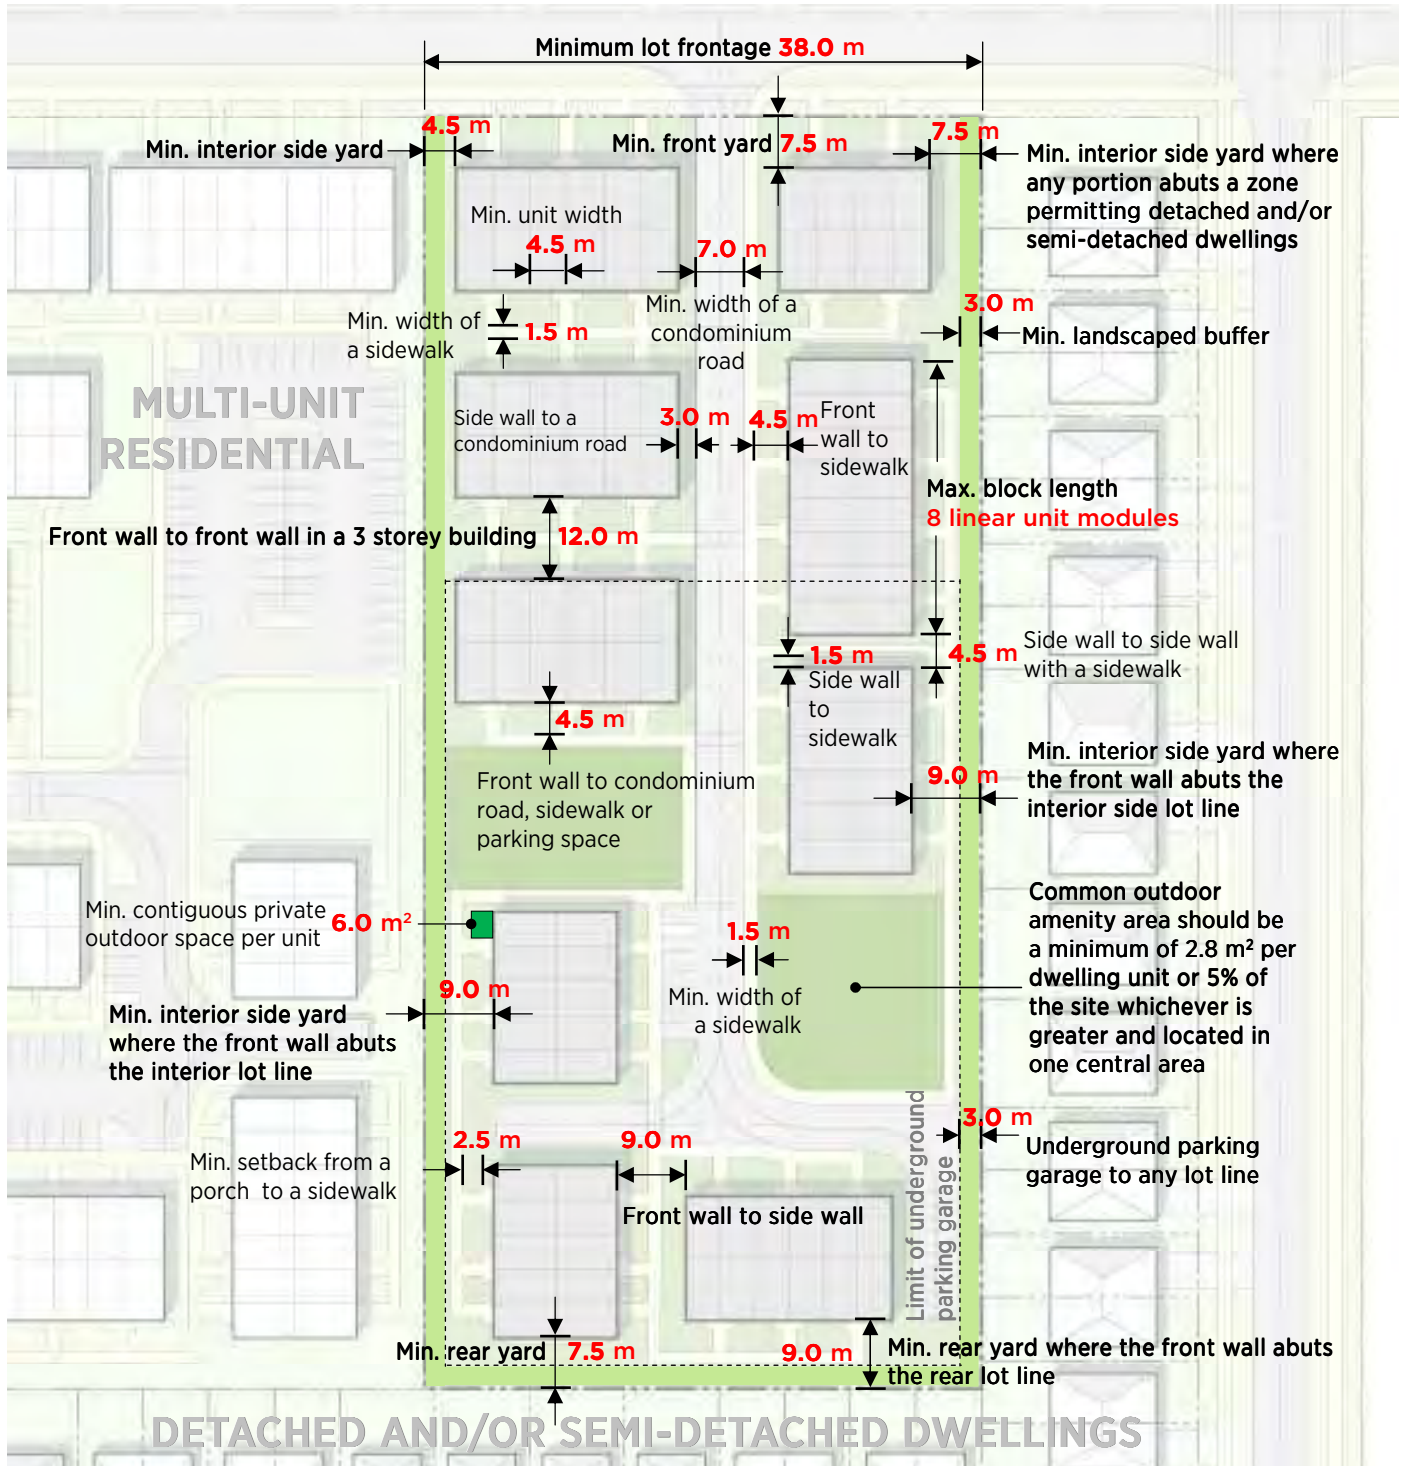 Minimum lot frontage 38.0 m
4.5 m
Min. interior side yard
Min. front yard 7.5 m
7.5 m
Min. interior side yard where
any portion abuts a zone
permitting detached and/or
semi-detached dwellings
Min. unit width
4.5 m
7.0 m
Min. width of a
condominium
road
Min. width of
a sidewalk
1.5 m
3.0 m
Min. landscaped buffer
MULTI-UNIT
RESIDENTIAL
Side wall to a
condominium road
3.0 m
4.5 m
Front
wall to
sidewalk
Max. block length
8 linear unit modules
Front wall to front wall in a 3 storey building
12.0 m
1.5 m
Side wall
to
sidewalk
4.5 m
Side wall to side wall
with a sidewalk
4.5 m
Front wall to condominium
road, sidewalk or
parking space
9.0 m
Min. interior side yard where
the front wall abuts the
interior side lot line
Min. contiguous private
outdoor space per unit
6.0 m²
Common outdoor
amenity area should be
a minimum of 2.8 m² per
dwelling unit or 5% of
the site whichever is
greater and located in
one central area
1.5 m
Min. width of
a sidewalk
9.0 m
Min. interior side yard
where the front wall abuts
the interior lot line
3.0 m
Underground parking
garage to any lot line
Limit of underground
parking garage
2.5 m
Min. setback from a
porch to a sidewalk
9.0 m
Front wall to side wall
Min. rear yard
7.5 m
9.0 m
Min. rear yard where the front wall abuts
the rear lot line
DETACHED AND/OR SEMI-DETACHED DWELLINGS